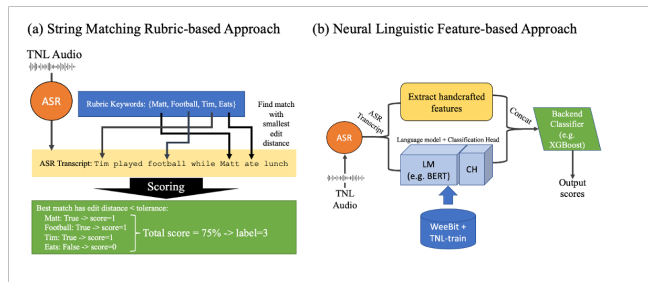 (a) String Matching Rubric-based Approach
TNL Audio
ASR
Rubric Keywords: {Matt, Football, Tim, Eats}
Find match
with
smallest
edit
distance
ASR Transcript: Tim played football while Matt ate lunch
Scoring
Best match has edit distance < tolerance:
Matt: True -> score=1
Football: True -> score=1
Tim: True -> score=1
Eats: False -> score=0
Total score = 75% -> label=3
(b) Neural Linguistic Feature-based Approach
Extract handcrafted
features
ASR
Transcript
ASR
TNL
Audio
Language model + Classification Head
LM
(e.g. BERT)
CH
WeeBit +
TNL-train
Concat
Backend
Classifier
(e.g.
XGBoost)
Output
scores